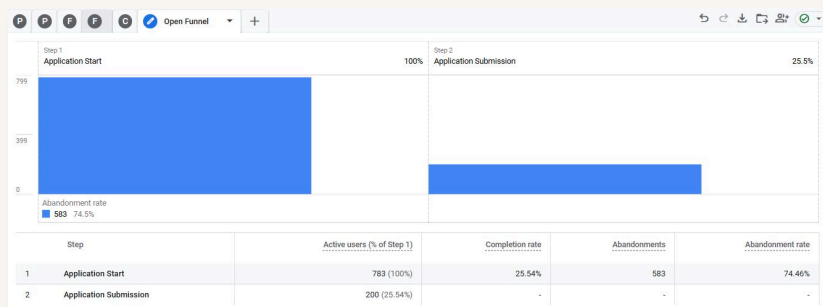 P P F F C Open Funnel
Step 1 Step 2
Application Start 100% Application Submission 25.5%
799
399
0
Abandonment rate
583 74.5%
Step Active users (% of Step 1) Completion rate Abandonments Abandonment rate
1 Application Start 783 (100%) 25.54% 583 74.46%
2 Application Submission 200 (25.54%) - - -